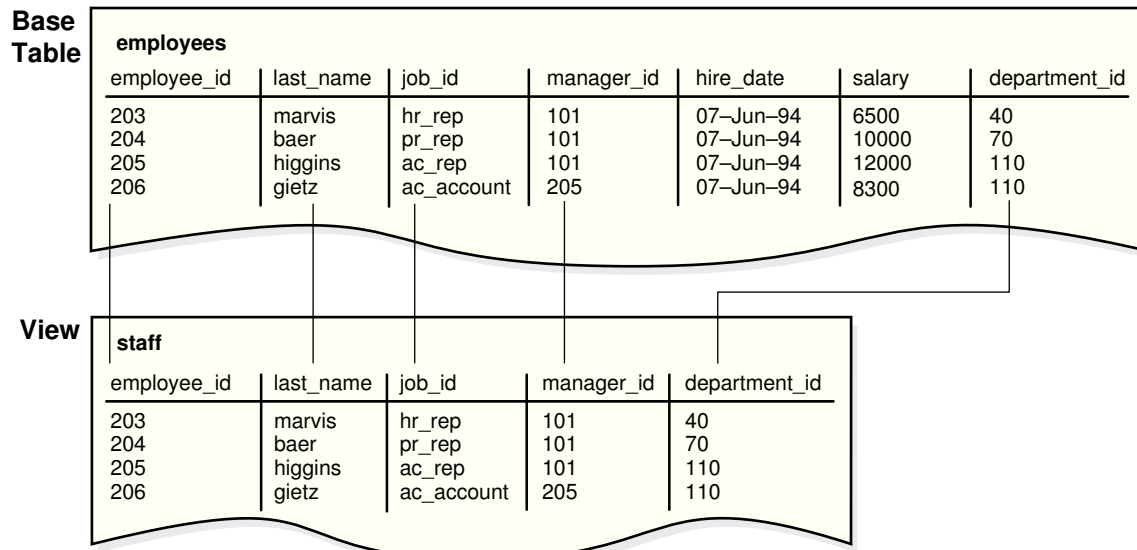 Base
Table
employees
employee_id last_name job_id manager_id hire_date salary department_id
203 marvis hr_rep 101 07–Jun–94 6500 40
204 baer pr_rep 101 07–Jun–94 10000 70
205 higgins ac_rep 101 07–Jun–94 12000 110
206 gietz ac_account 205 07–Jun–94 8300 110
View
staff
employee_id last_name job_id manager_id department_id
203 marvis hr_rep 101 40
204 baer pr_rep 101 70
205 higgins ac_rep 101 110
206 gietz ac_account 205 110